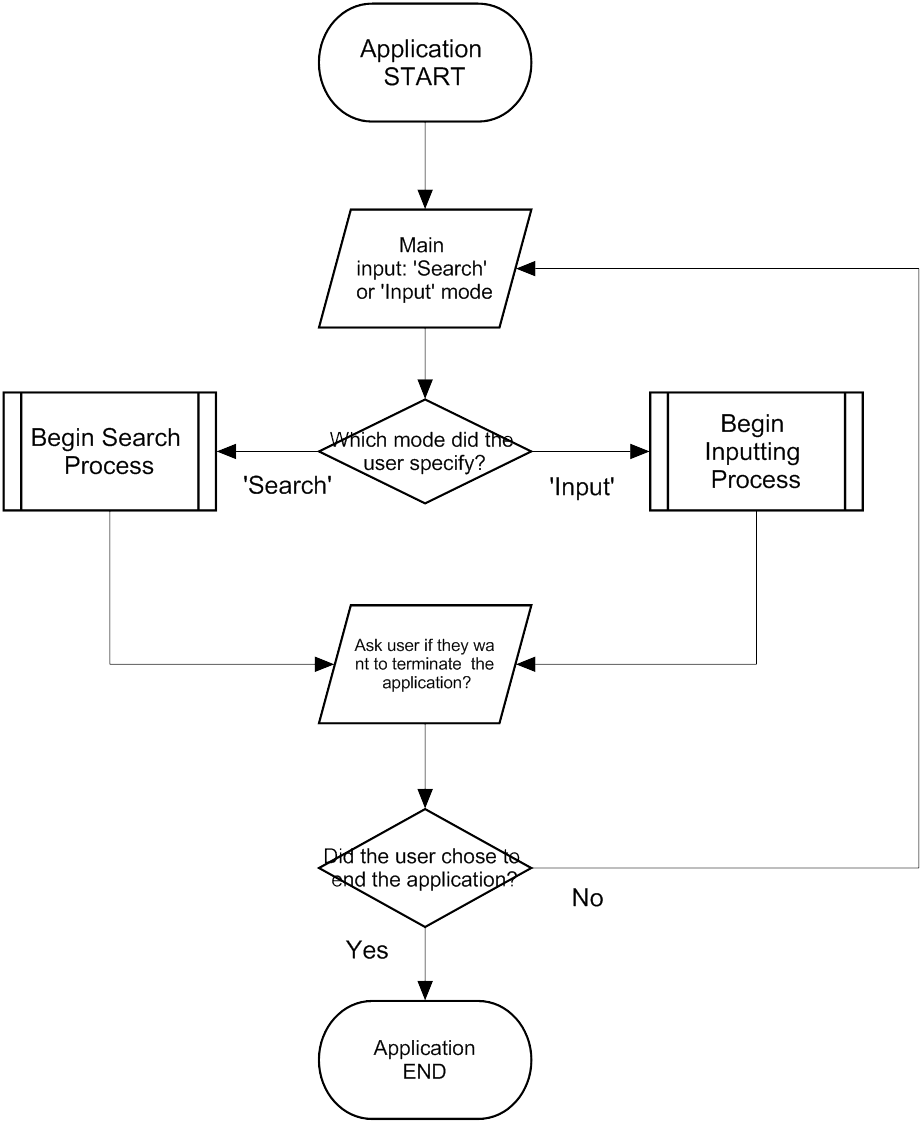 Application
START
Main
input: 'Search'
or 'Input' mode
Which mode did the
user specify?
Begin Search
Process
'Search'
'Input'
Begin
Inputting
Process
Ask user if they wa
nt to terminate the
application?
Did the user chose to
end the application?
No
Yes
Application
END